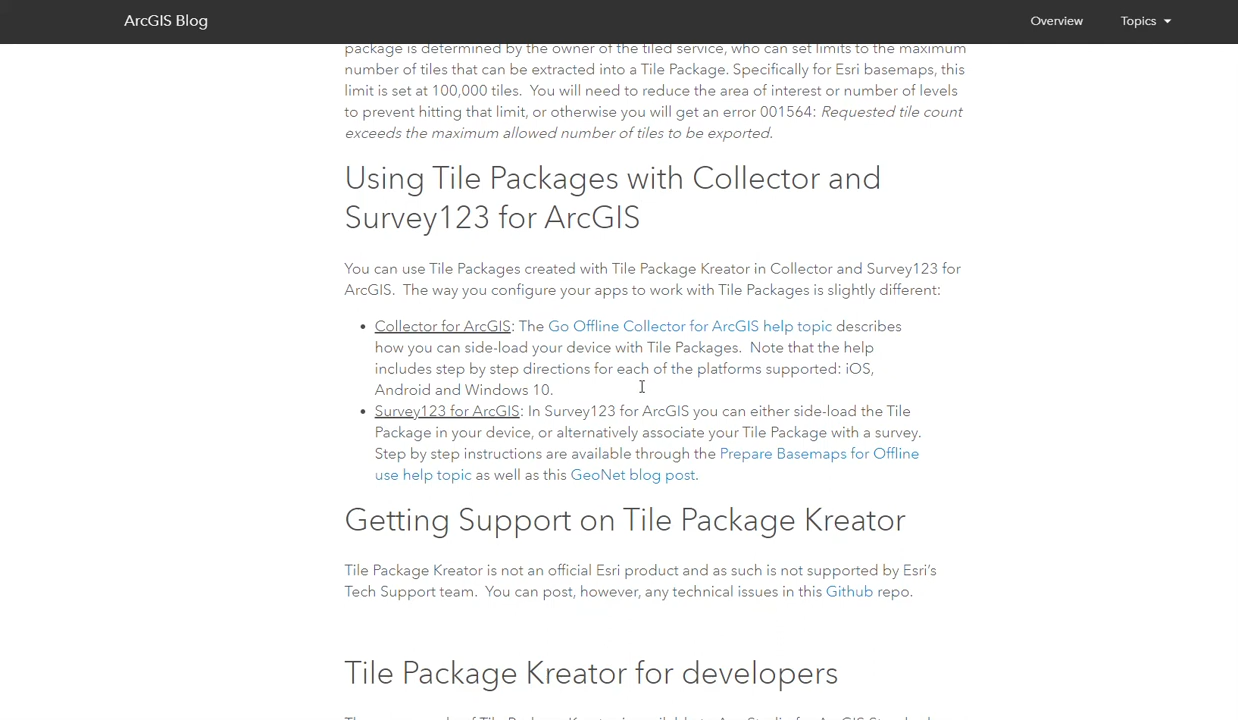 ArcGIS Blog
Overview
Topics
package is determined by the owner of the tiled service, who can set limits to the maximum
number of tiles that can be extracted into a Tile Package. Specifically for Esri basemaps, this
limit is set at 100,000 tiles.  You will need to reduce the area of interest or number of levels
to prevent hitting that limit, or otherwise you will get an error 001564: Requested tile count
exceeds the maximum allowed number of tiles to be exported.
Using Tile Packages with Collector and
Survey123 for ArcGIS
You can use Tile Packages created with Tile Package Kreator in Collector and Survey123 for
ArcGIS.  The way you configure your apps to work with Tile Packages is slightly different:
• Collector for ArcGIS: The Go Offline Collector for ArcGIS help topic describes
how you can side-load your device with Tile Packages.  Note that the help
includes step by step directions for each of the platforms supported: iOS,
Android and Windows 10.
• Survey123 for ArcGIS: In Survey123 for ArcGIS you can either side-load the Tile
Package in your device, or alternatively associate your Tile Package with a survey.
Step by step instructions are available through the Prepare Basemaps for Offline
use help topic as well as this GeoNet blog post.
Getting Support on Tile Package Kreator
Tile Package Kreator is not an official Esri product and as such is not supported by Esri’s
Tech Support team.  You can post, however, any technical issues in this Github repo.
Tile Package Kreator for developers